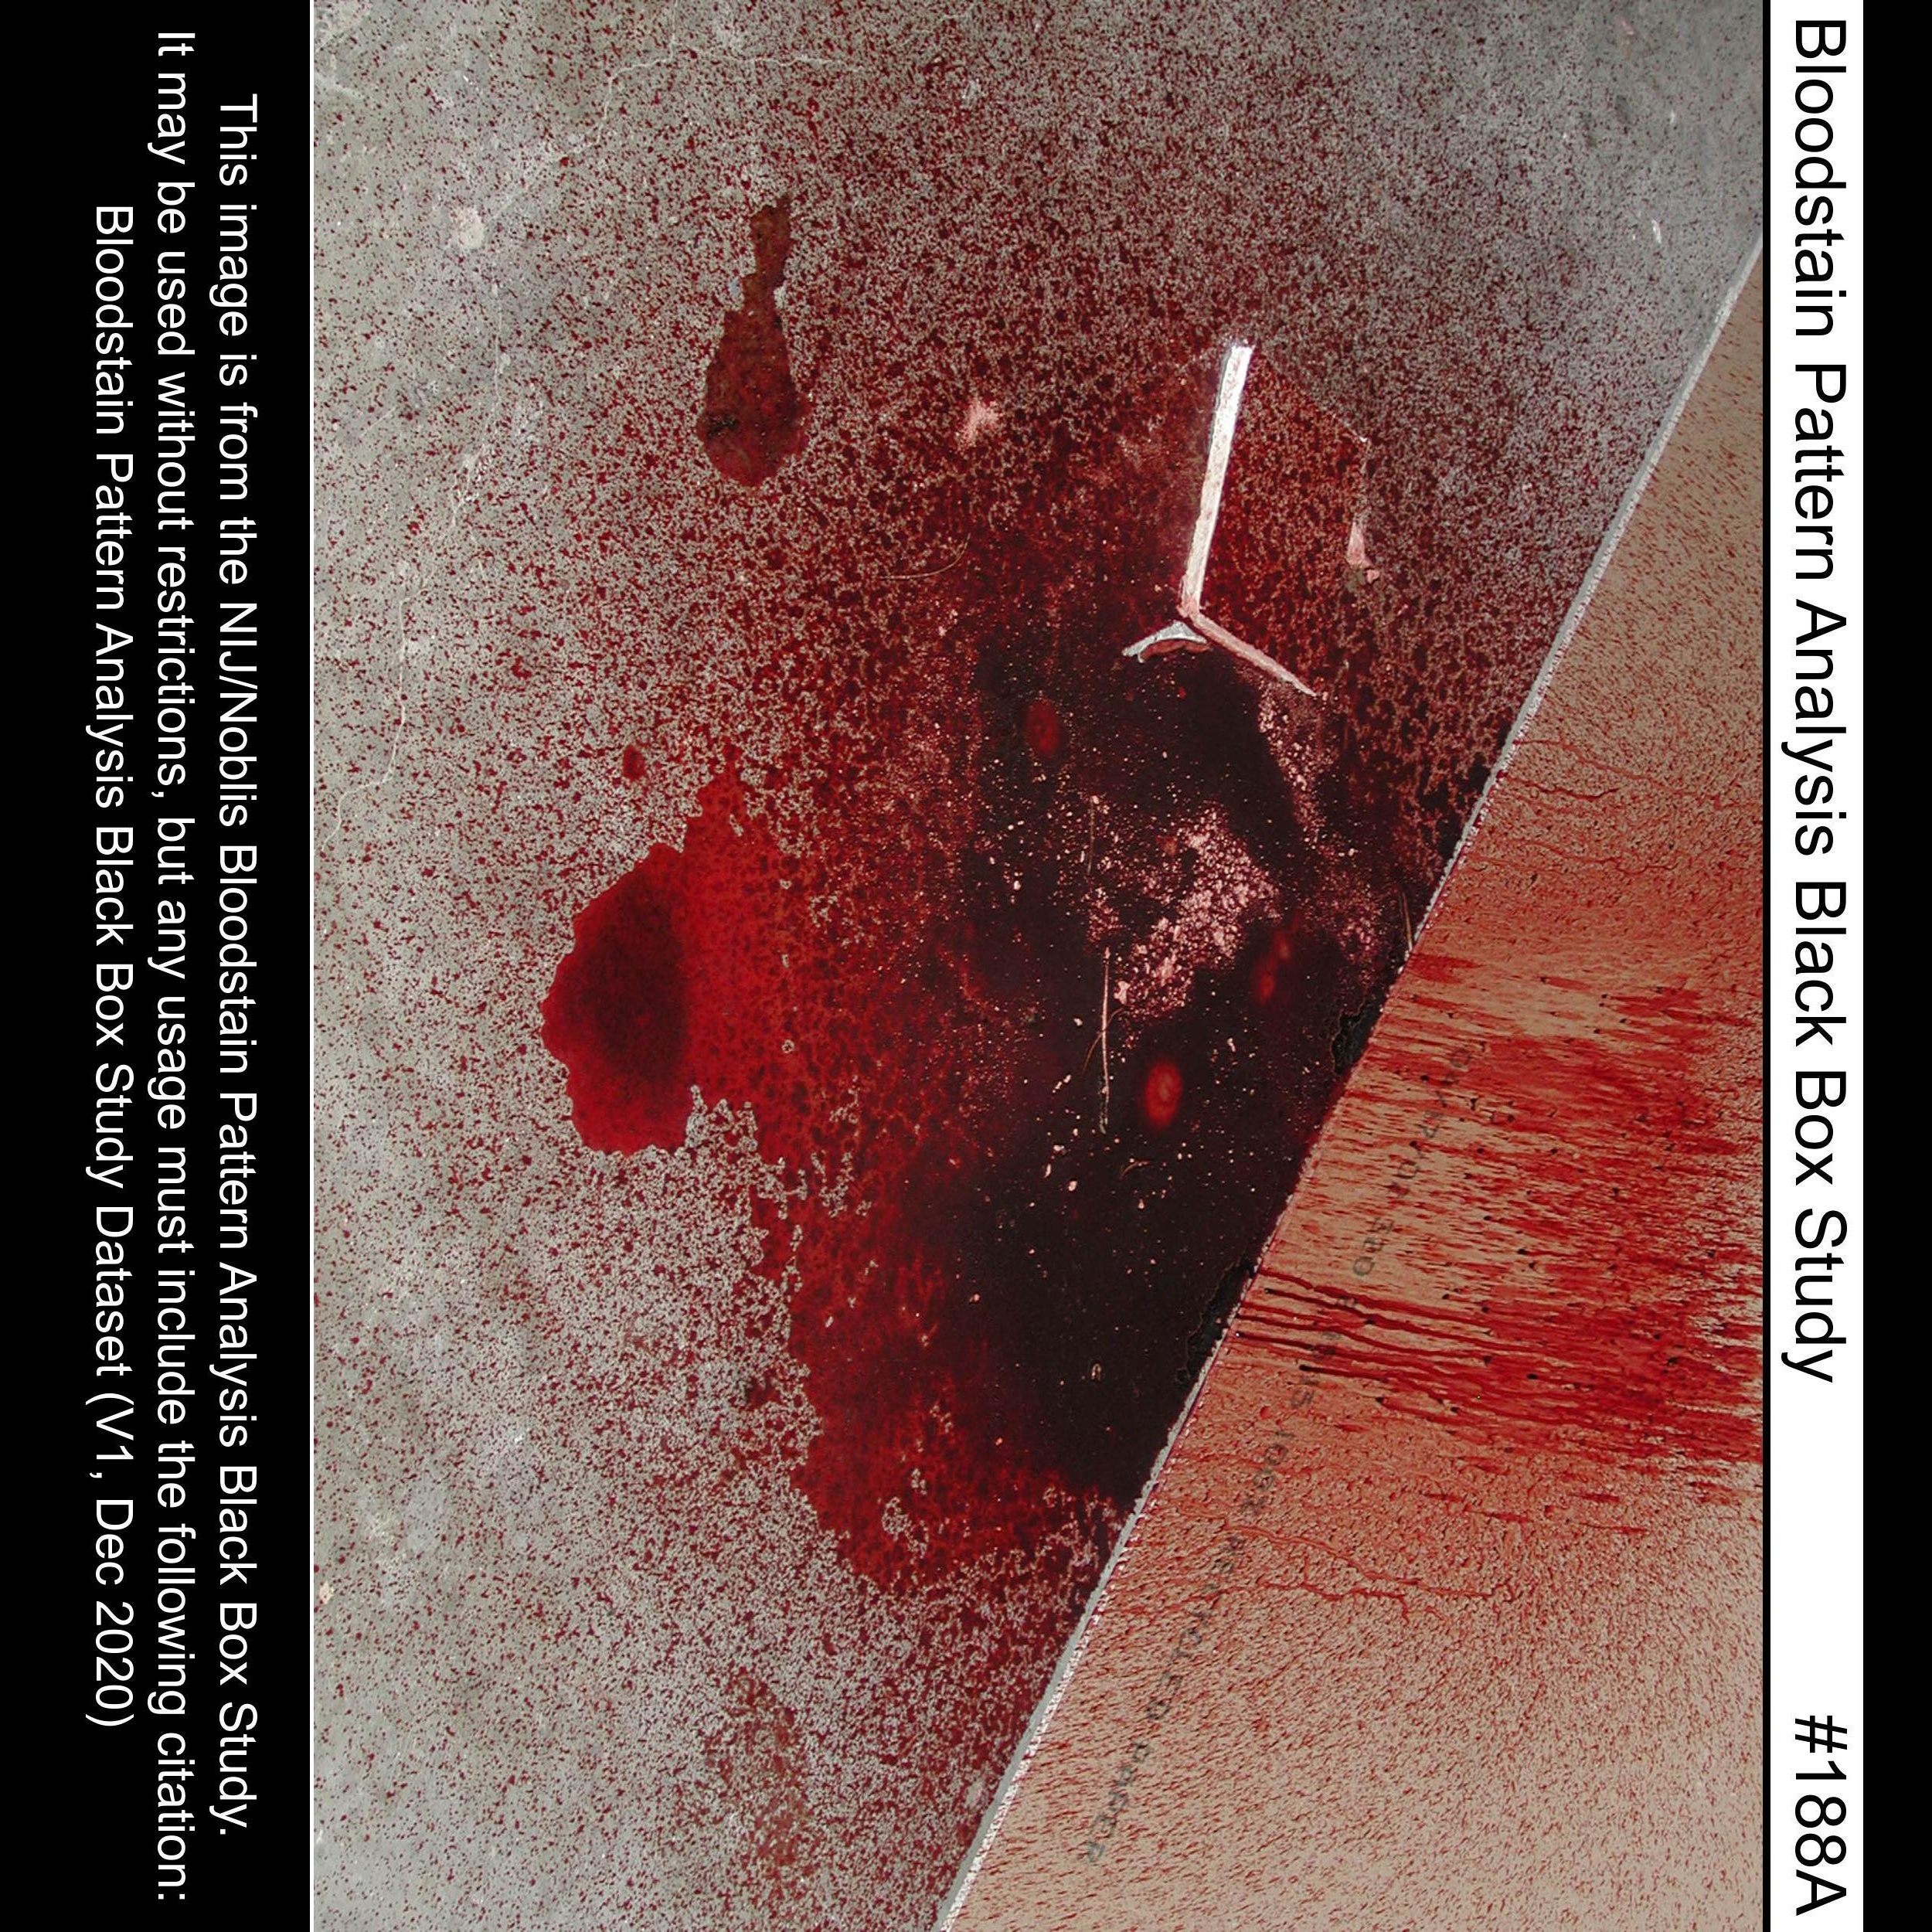 Bloodstain Pattern Analysis Black Box Study #188A
This image is from the NIJ/Noblis Bloodstain Pattern Analysis Black Box Study.
It may be used without restrictions, but any usage must include the following citation:
Bloodstain Pattern Analysis Black Box Study Dataset (V1, Dec 2020)